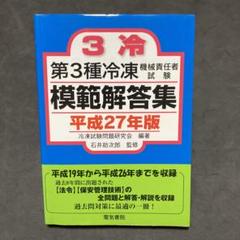 3冷
第3種冷凍機械責任者試験
模範解答集
平成27年版
冷凍試験問題研究会 編著
石井助次郎 監修
平成19年から平成26年までを収録
過去8年間に出題された
【法令】【保安管理技術】の
全問題と解答・解説を収録
過去問対策に最適の一冊!
電気書院